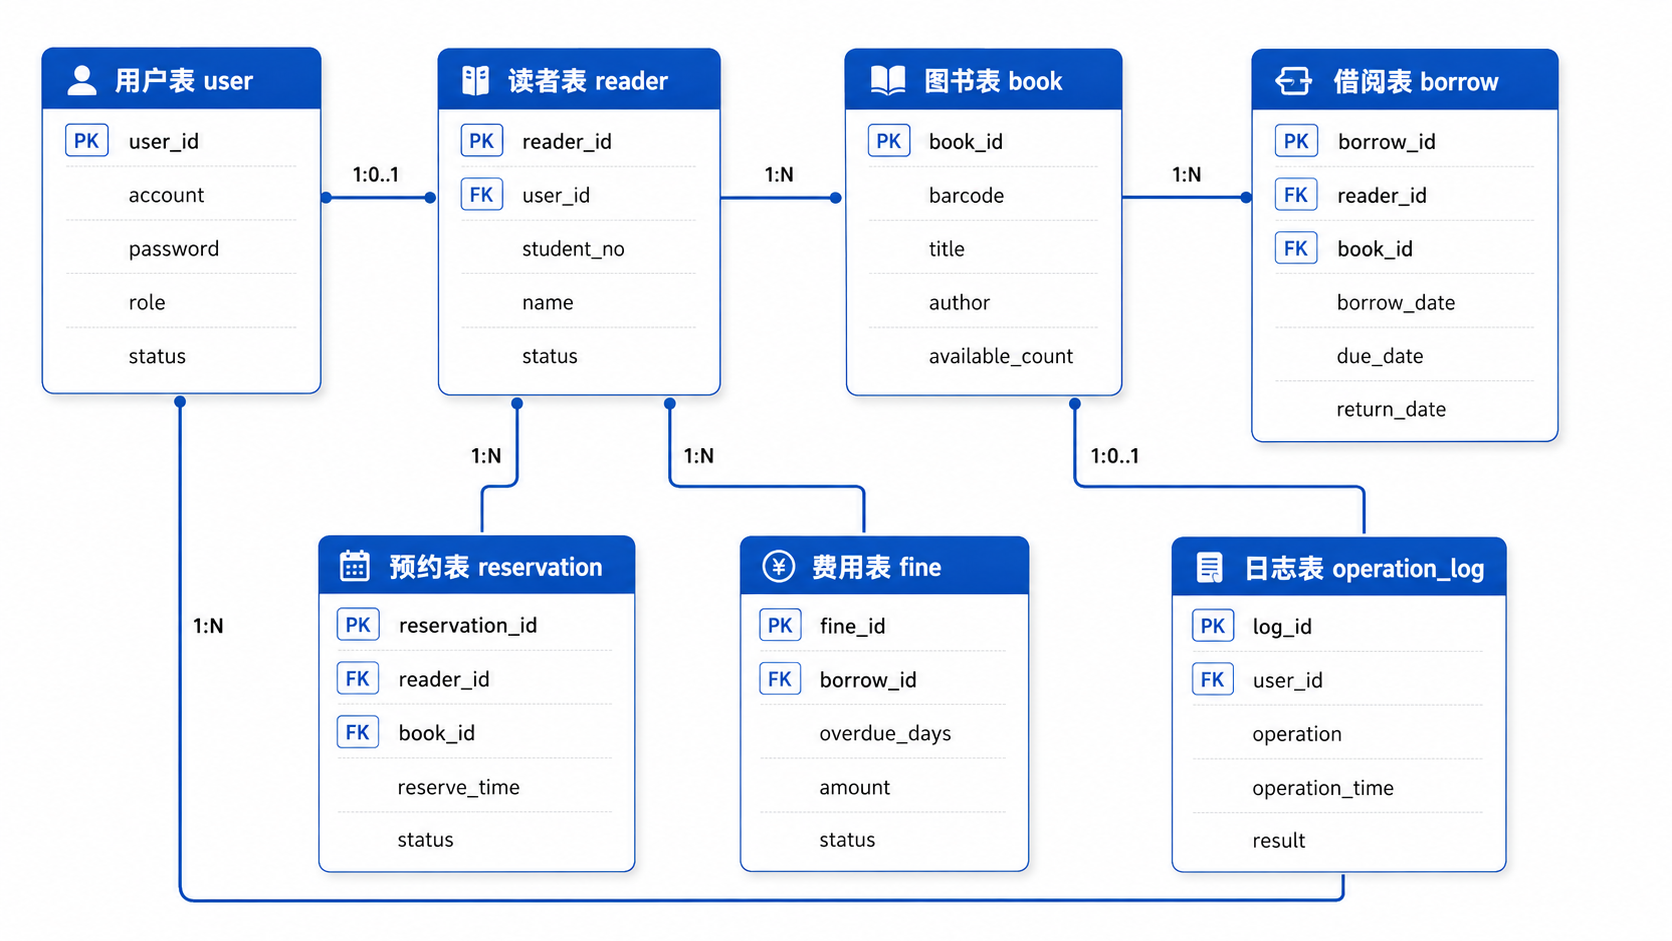 用户表 user
PK user_id
account
password
role
status
1:0..1
读者表 reader
PK reader_id
FK user_id
student_no
name
status
1:N
图书表 book
PK book_id
barcode
title
author
available_count
1:N
借阅表 borrow
PK borrow_id
FK reader_id
FK book_id
borrow_date
due_date
return_date
1:N
1:N
1:0..1
1:N
预约表 reservation
PK reservation_id
FK reader_id
FK book_id
reserve_time
status
¥ 费用表 fine
PK fine_id
FK borrow_id
overdue_days
amount
status
日志表 operation_log
PK log_id
FK user_id
operation
operation_time
result